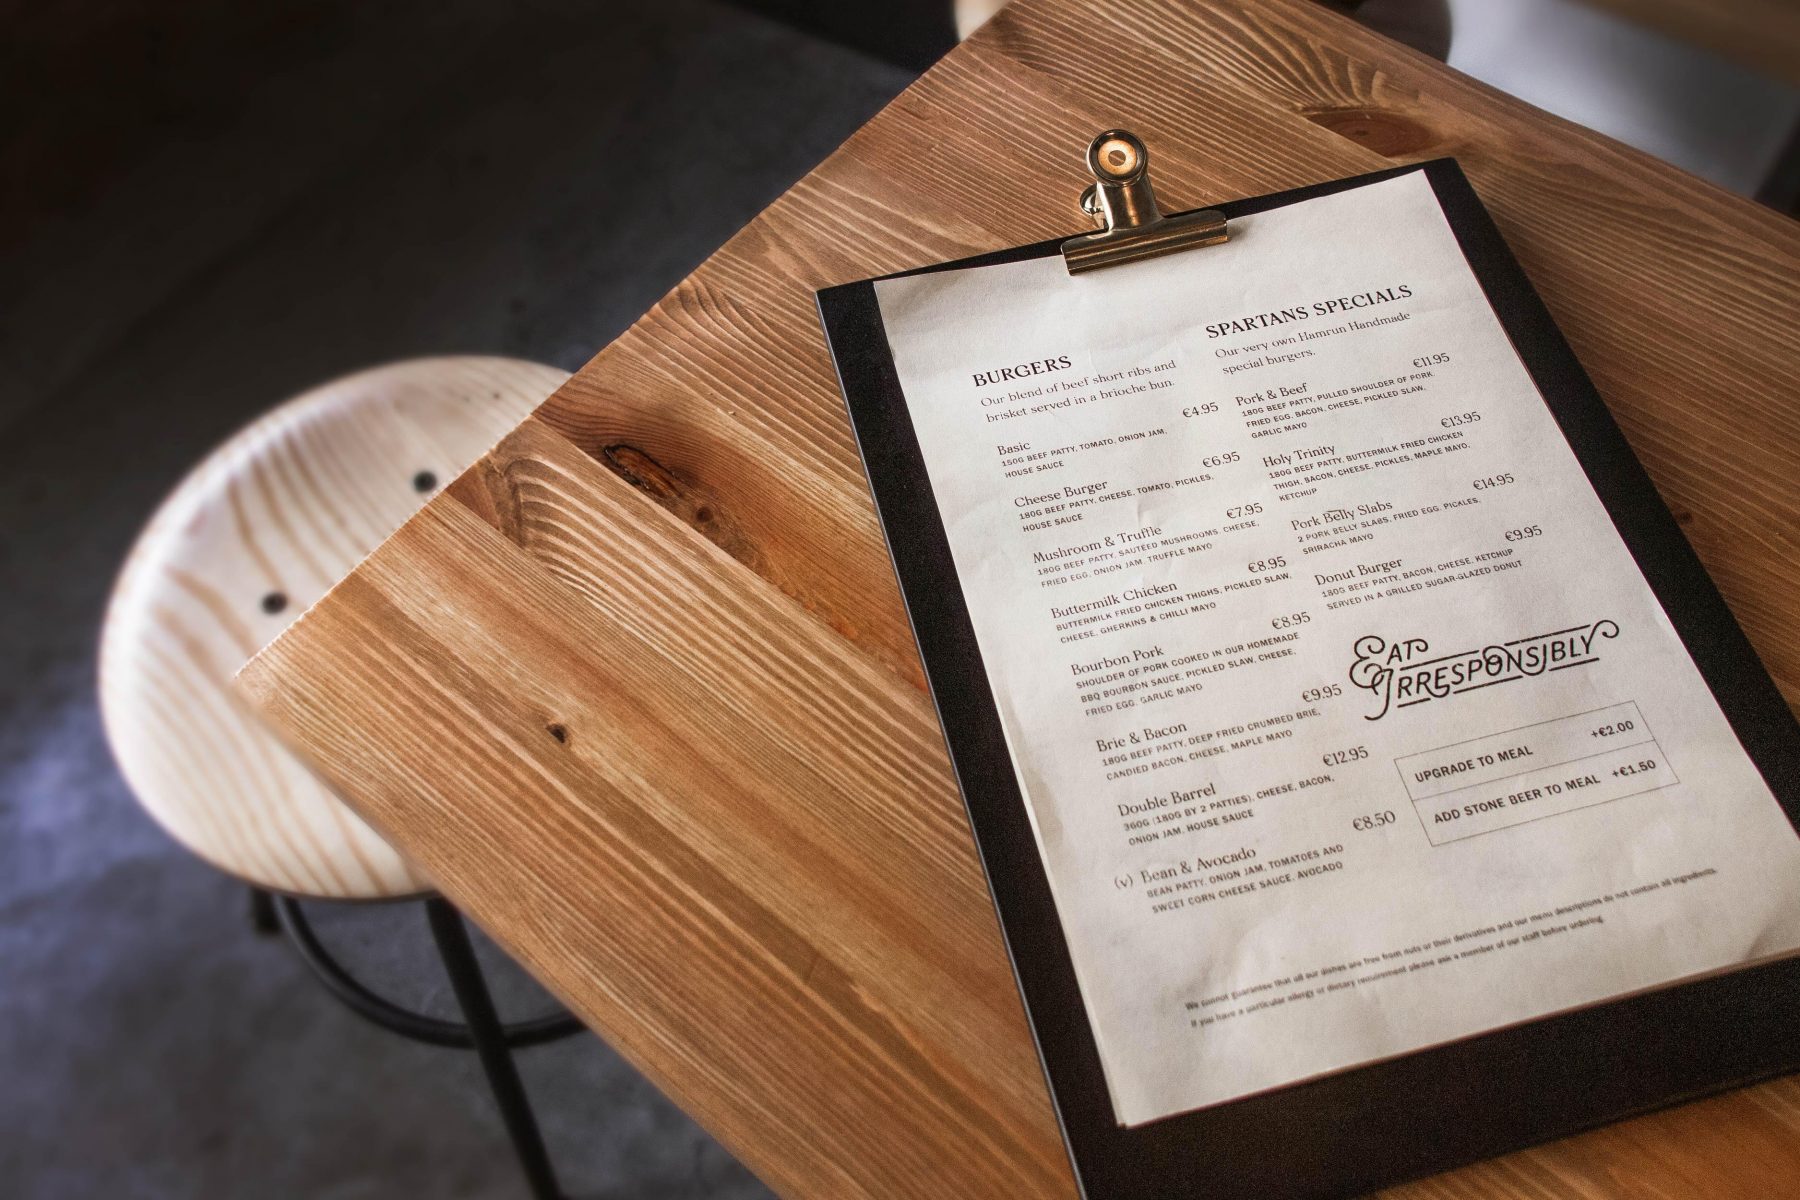 BURGERS
Our blend of beef short ribs and
brisket served in a brioche bun.
€4.95
Basic
150G BEEF PATTY, TOMATO, ONION JAM,
HOUSE SAUCE
€6.95
Cheese Burger
180G BEEF PATTY, CHEESE, TOMATO, PICKLES,
HOUSE SAUCE
€7.95
Mushroom & Truffle
180G BEEF PATTY, SAUTÉED MUSHROOMS, CHEESE,
FRIED EGG, ONION JAM, TRUFFLE MAYO
€8.95
Buttermilk Chicken
BUTTERMILK FRIED CHICKEN THIGHS, PICKLED SLAW,
CHEESE, GHERKINS & CHILLI MAYO
€8.95
Bourbon Pork
SHOULDER OF PORK COOKED IN OUR HOMEMADE
BBQ BOURBON SAUCE, PICKLED SLAW, CHEESE,
FRIED EGG, GARLIC MAYO
€9.95
Brie & Bacon
180G BEEF PATTY, DEEP FRIED CRUMBED BRIE,
CANDIED BACON, CHEESE, MAPLE MAYO
€12.95
Double Barrel
360G (180G BY 2 PATTIES), CHEESE, BACON,
ONION JAM, HOUSE SAUCE
€8.50
(v) Bean & Avocado
BEAN PATTY, ONION JAM, TOMATOES AND
SWEET CORN CHEESE SAUCE, AVOCADO
SPARTANS SPECIALS
Our very own Hamrun Handmade
special burgers.
€11.95
Pork & Beef
180G BEEF PATTY, PULLED SHOULDER OF PORK,
FRIED EGG, BACON, CHEESE, PICKLED SLAW,
GARLIC MAYO
€13.95
Holy Trinity
180G BEEF PATTY, BUTTERMILK FRIED CHICKEN
THIGH, BACON, CHEESE, PICKLES, MAPLE MAYO,
KETCHUP
€14.95
Pork Belly Slabs
2 PORK BELLY SLABS, FRIED EGG, PICKLES,
SRIRACHA MAYO
€9.95
Donut Burger
180G BEEF PATTY, BACON, CHEESE, KETCHUP
SERVED IN A GRILLED SUGAR-GLAZED DONUT
EAT
IRRESPONSIBLY
UPGRADE TO MEAL +€2.00
ADD STONE BEER TO MEAL +€1.50
We cannot guarantee that all our dishes are free from nuts or their derivatives and our menu descriptions do not contain all ingredients.
If you have a particular allergy or dietary requirement please ask a member of our staff before ordering.